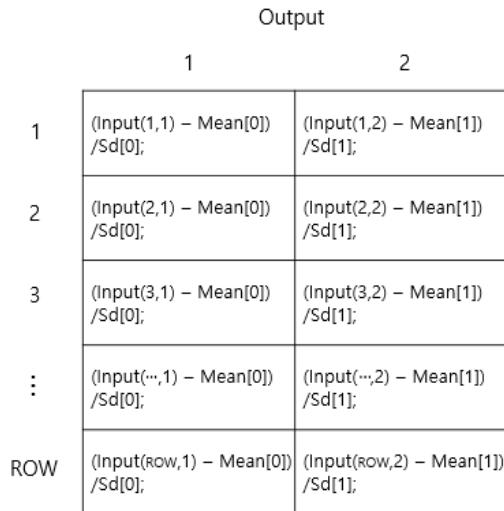 Output
1 2
1 (Input(1,1) – Mean[0]) (Input(1,2) – Mean[1])
/Sd[0]; /Sd[1];
2 (Input(2,1) – Mean[0]) (Input(2,2) – Mean[1])
/Sd[0]; /Sd[1];
3 (Input(3,1) – Mean[0]) (Input(3,2) – Mean[1])
/Sd[0]; /Sd[1];
⋮ (Input(⋯,1) – Mean[0]) (Input(⋯,2) – Mean[1])
/Sd[0]; /Sd[1];
ROW (Input(ROW,1) – Mean[0]) (Input(ROW,2) – Mean[1])
/Sd[0]; /Sd[1];